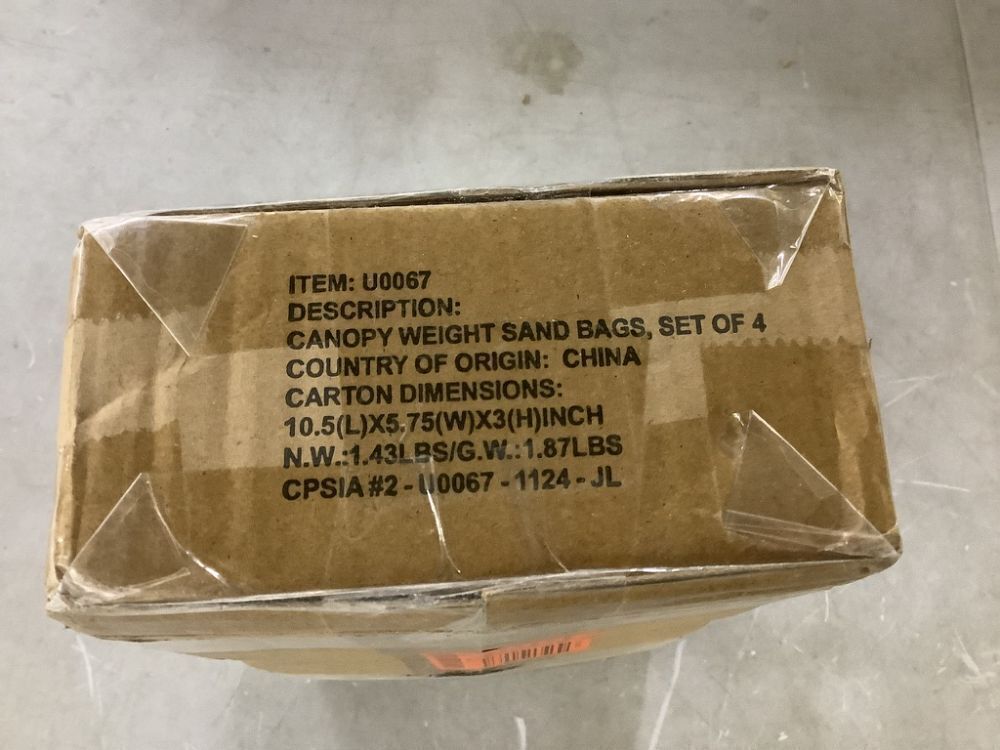 ITEM: U0067
DESCRIPTION:
CANOPY WEIGHT SAND BAGS, SET OF 4
COUNTRY OF ORIGIN: CHINA
CARTON DIMENSIONS:
10.5(L)X5.75(W)X3(H)INCH
N.W.:1.43LBS/G.W.:1.87LBS
CPSIA #2 - U0067 - 1124 - JL